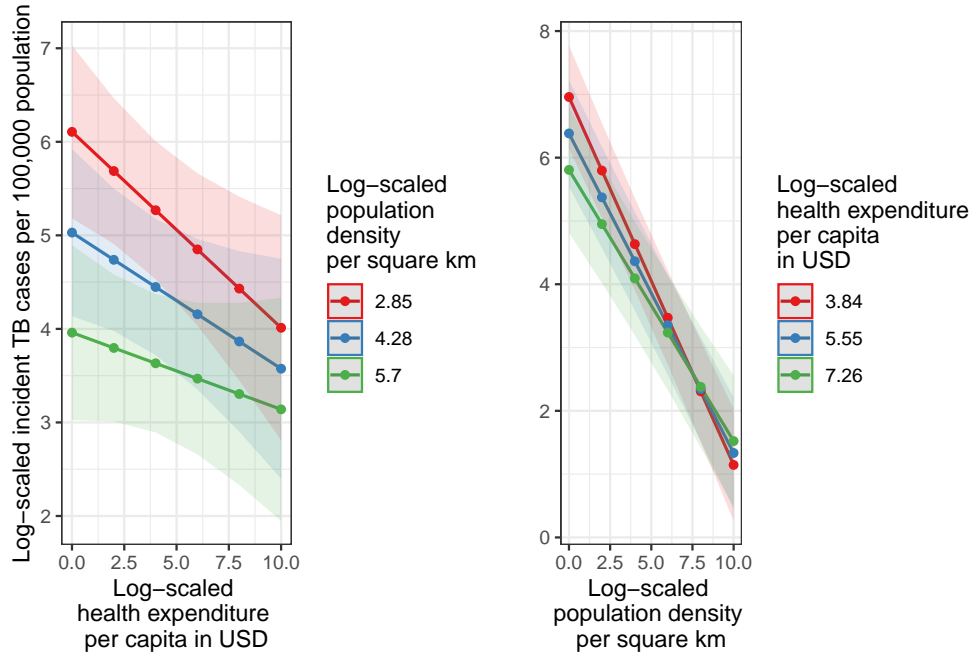 Log−scaled incident TB cases per 100,000 population
7
6
5
4
3
2
0.0 2.5 5.0 7.5 10.0
Log−scaled
health expenditure
per capita in USD
Log−scaled
population
density
per square km
2.85
4.28
5.7
8
6
4
2
0
0.0 2.5 5.0 7.5 10.0
Log−scaled
population density
per square km
Log−scaled
health expenditure
per capita
in USD
3.84
5.55
7.26